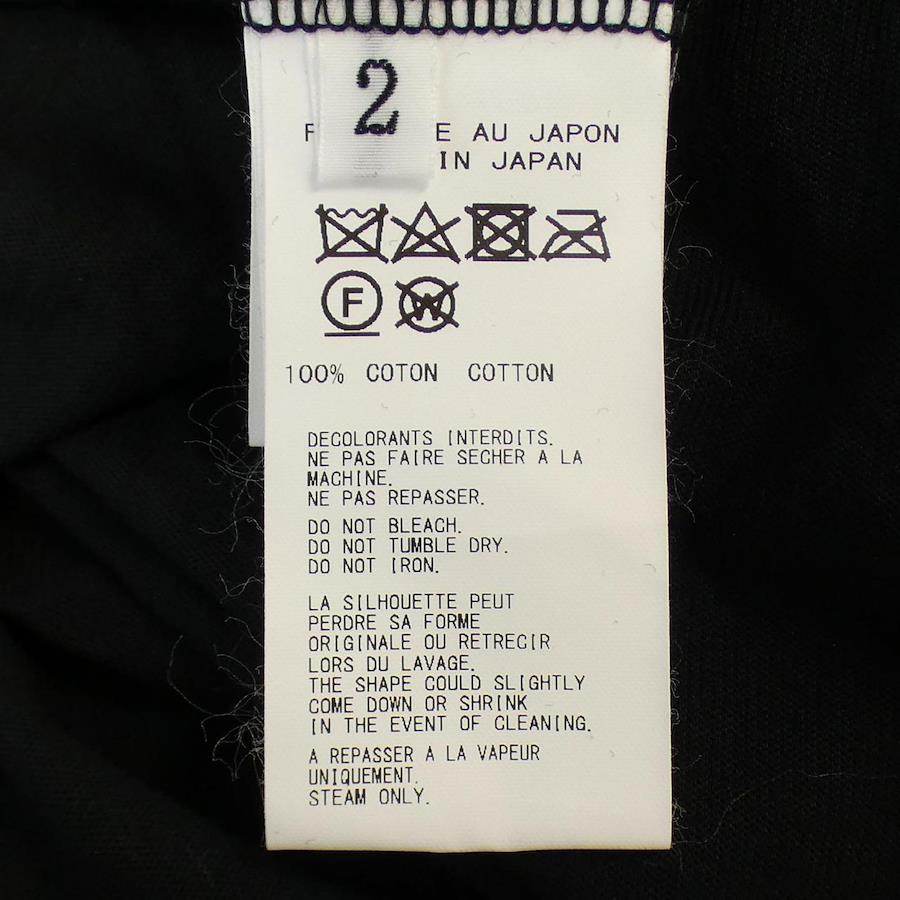 2
E AU JAPON
IN JAPAN
F
W
100% COTON COTTON
DECOLORANTS INTERDITS.
NE PAS FAIRE SECHER A LA
MACHINE.
NE PAS REPASSER.
DO NOT BLEACH.
DO NOT TUMBLE DRY.
DO NOT IRON.
LA SILHOUETTE PEUT
PERDRE SA FORME
ORIGINALE OU RETRECIR
LORS DU LAVAGE.
THE SHAPE COULD SLIGHTLY
COME DOWN OR SHRINK
IN THE EVENT OF CLEANING.
A REPASSER A LA VAPEUR
UNIQUEMENT.
STEAM ONLY.